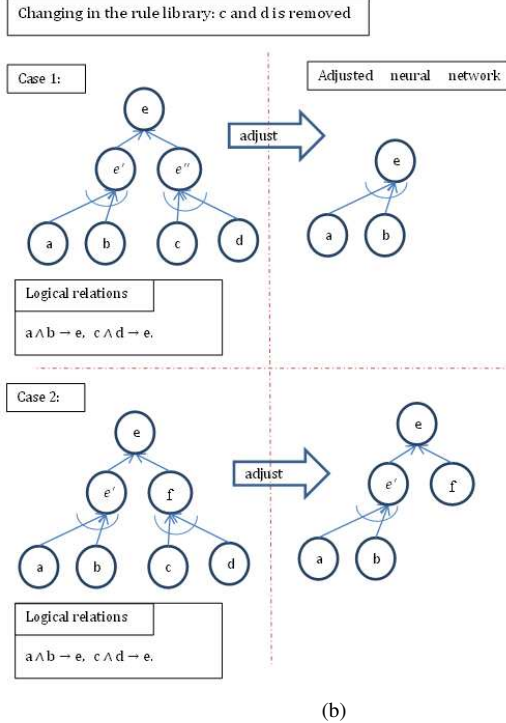 Changing in the rule library: c and d is removed
Case 1:
Adjusted neural network
e
adjust
e′ e″
e
a b c d
a b
Logical relations
a ∧ b → e, c ∧ d → e.
Case 2:
e
e
adjust
e′ f
e′ f
a b c d
a b
Logical relations
a ∧ b → e, c ∧ d → e.
(b)